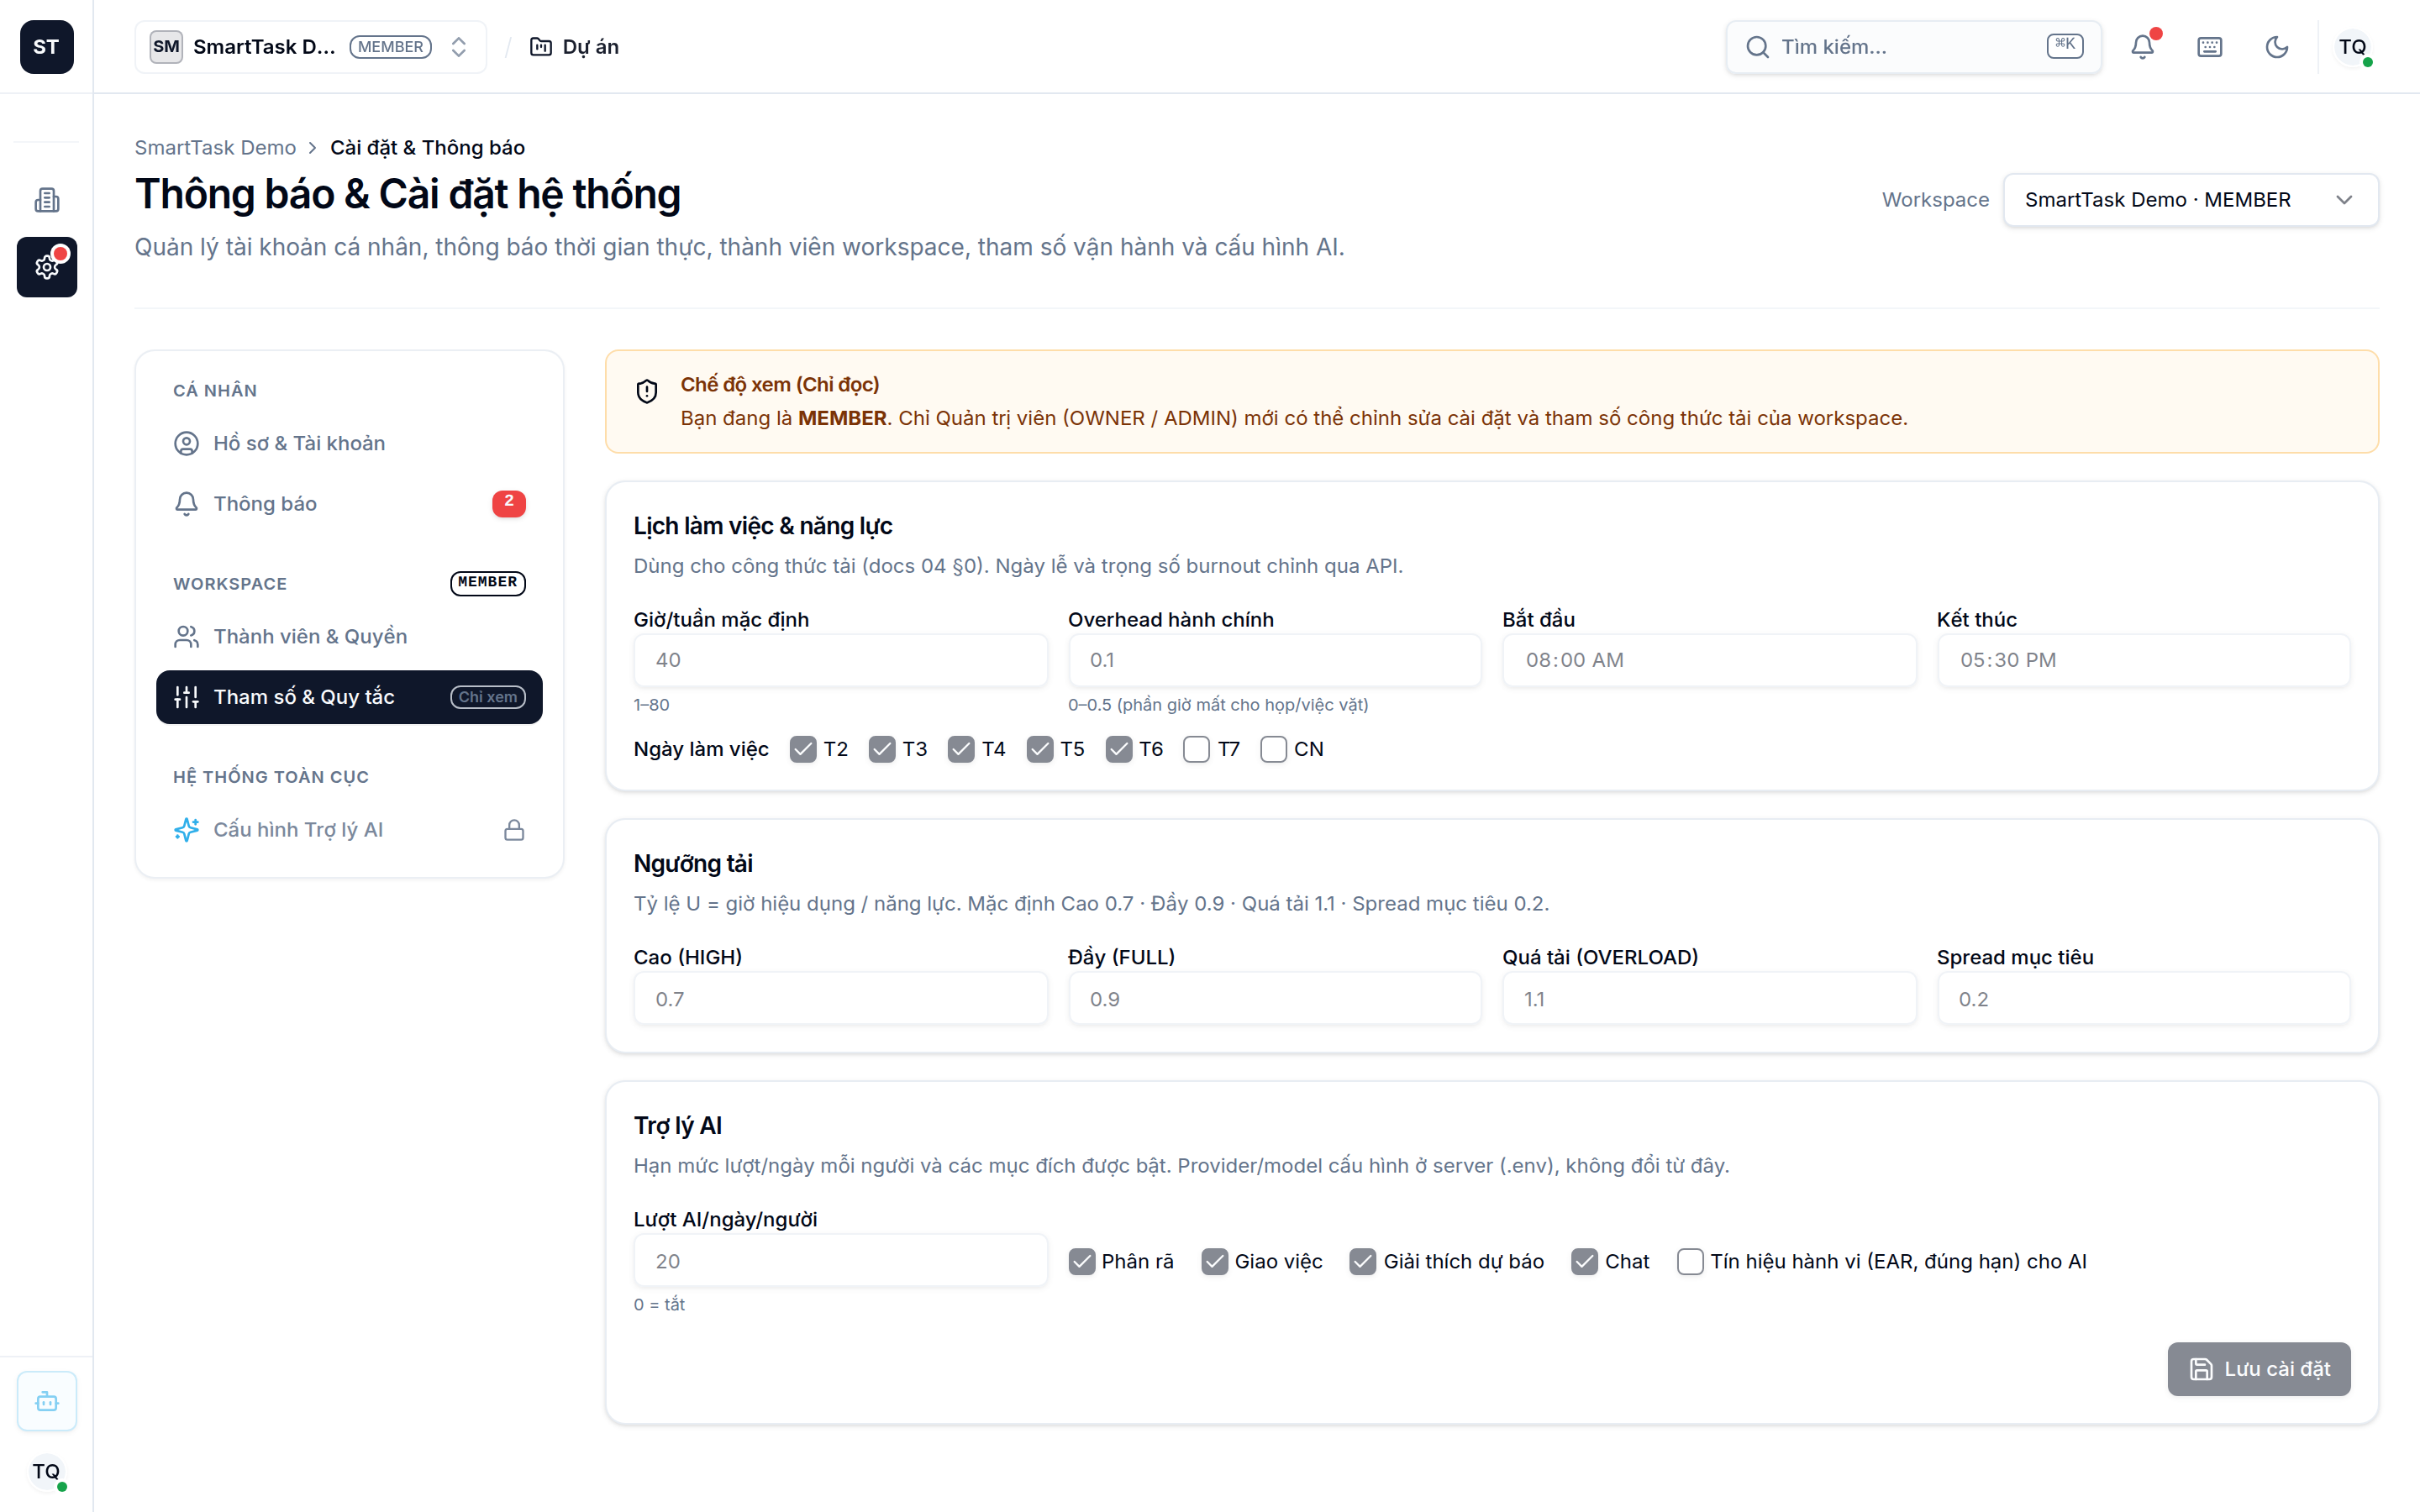 ST
SM SmartTask D... MEMBER / Dự án
Tìm kiếm... ⌘K
TQ
SmartTask Demo > Cài đặt & Thông báo
Thông báo & Cài đặt hệ thống
Quản lý tài khoản cá nhân, thông báo thời gian thực, thành viên workspace, tham số vận hành và cấu hình AI.
Workspace SmartTask Demo · MEMBER
CÁ NHÂN
Hồ sơ & Tài khoản
Thông báo 2
WORKSPACE MEMBER
Thành viên & Quyền
Tham số & Quy tắc Chỉ xem
HỆ THỐNG TOÀN CỤC
Cấu hình Trợ lý AI
Chế độ xem (Chỉ đọc)
Bạn đang là MEMBER. Chỉ Quản trị viên (OWNER / ADMIN) mới có thể chỉnh sửa cài đặt và tham số công thức tải của workspace.
Lịch làm việc & năng lực
Dùng cho công thức tải (docs 04 §0). Ngày lễ và trọng số burnout chỉnh qua API.
Giờ/tuần mặc định Overhead hành chính Bắt đầu Kết thúc
40 0.1 08:00 AM 05:30 PM
1–80 0–0.5 (phần giờ mất cho họp/việc vặt)
Ngày làm việc T2 T3 T4 T5 T6 T7 CN
Ngưỡng tải
Tỷ lệ U = giờ hiệu dụng / năng lực. Mặc định Cao 0.7 · Đầy 0.9 · Quá tải 1.1 · Spread mục tiêu 0.2.
Cao (HIGH) Đầy (FULL) Quá tải (OVERLOAD) Spread mục tiêu
0.7 0.9 1.1 0.2
Trợ lý AI
Hạn mức lượt/ngày mỗi người và các mục đích được bật. Provider/model cấu hình ở server (.env), không đổi từ đây.
Lượt AI/ngày/người
20 Phân rã Giao việc Giải thích dự báo Chat Tín hiệu hành vi (EAR, đúng hạn) cho AI
0 = tắt
Lưu cài đặt
TQ